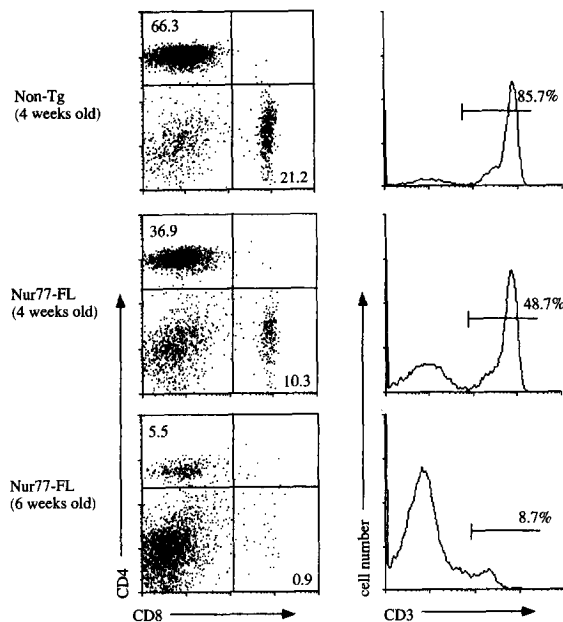 66.3
Non-Tg
(4 weeks old)
85.7%
21.2
36.9
Nur77-FL
(4 weeks old)
48.7%
10.3
5.5
Nur77-FL
(6 weeks old)
8.7%
0.9
CD4
CD8
cell number
CD3